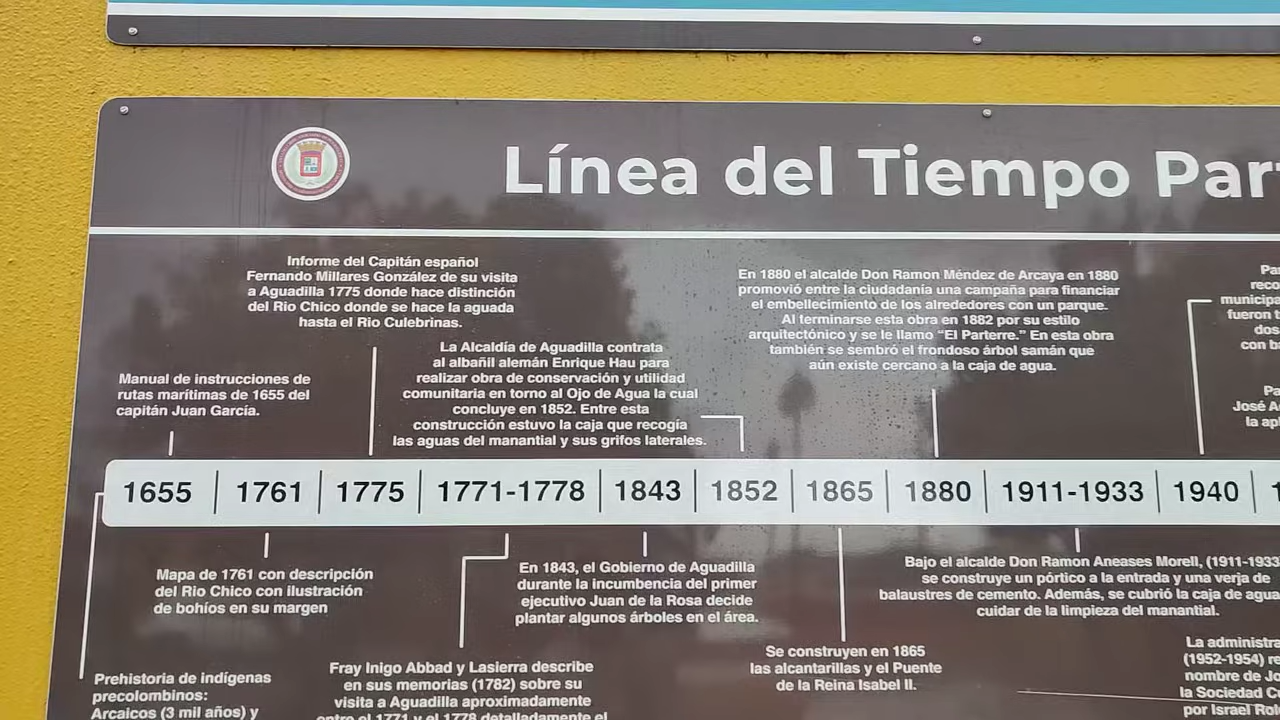 Línea del Tiempo
Informe del Capitán español
Fernando Millares González de su visita
a Aguadilla 1775 donde hace distinción
del Rio Chico donde se hace la aguada
hasta el Rio Culebrinas.
En 1880 el alcalde Don Ramon Méndez de Arcaya en 1880
promovió entre la ciudadanía una campaña para financiar
el embellecimiento de los alrededores con un parque.
Al terminarse esta obra en 1882 por su estilo
arquitectónico y se le llamo “El Parterre.” En esta obra
también se sembró el frondoso árbol samán que
aún existe cercano a la caja de agua.
La Alcaldía de Aguadilla contrata
al albañil alemán Enrique Hau para
realizar obra de conservación y utilidad
comunitaria en torno al Ojo de Agua la cual
concluye en 1852. Entre esta
construcción estuvo la caja que recogía
las aguas del manantial y sus grifos laterales.
Manual de instrucciones de
rutas marítimas de 1655 del
capitán Juan García.
fueron
con
José
la
1655 1761 1775 1771-1778 1843 1852 1865 1880 1911-1933 1940
Mapa de 1761 con descripción
del Rio Chico con ilustración
de bohíos en su margen
En 1843, el Gobierno de Aguadilla
durante la incumbencia del primer
ejecutivo Juan de la Rosa decide
plantar algunos árboles en el área.
Bajo el alcalde Don Ramon Aneases Morell, (1911-1933
se construye un pórtico a la entrada y una verja de
balaustres de cemento. Además, se cubrió la caja de agua
cuidar de la limpieza del manantial.
Se construyen en 1865
las alcantarillas y el Puente
de la Reina Isabel II.
Prehistoria de indígenas
precolombinos:
Arcaicos (3 mil años) y
Fray Inigo Abbad y Lasierra describe
en sus memorias (1782) sobre su
visita a Aguadilla aproximadamente
entre el 1771 y el 1778 detalladamente el
La
(1952-1954)
nombre de
la Sociedad
por Israel